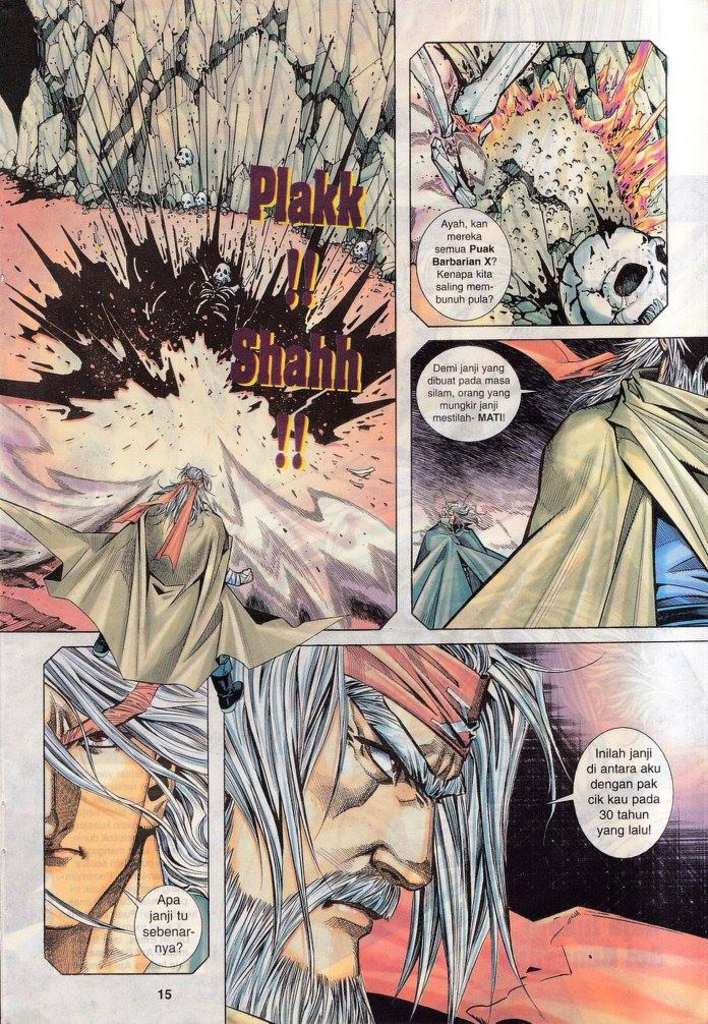 Plakk
!!
Shahh
!!
Ayah, kan
mereka
semua Puak
Barbarian X?
Kenapa kita
saling mem-
bunuh pula?
Demi janji yang
dibuat pada masa
silam, orang yang
mungkir janji
mestilah- MATI!
Apa
janji tu
sebenar-
nya?
Inilah janji
di antara aku
dengan pak
cik kau pada
30 tahun
yang lalu!
15